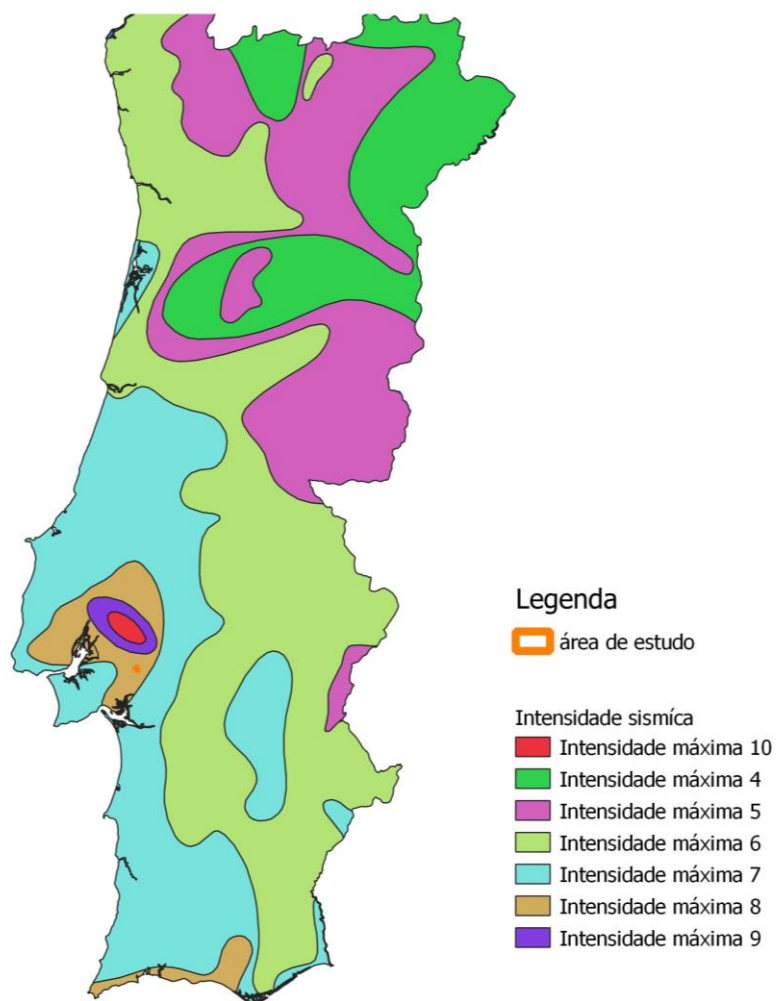 Legenda
área de estudo
Intensidade sismíca
Intensidade máxima 10
Intensidade máxima 4
Intensidade máxima 5
Intensidade máxima 6
Intensidade máxima 7
Intensidade máxima 8
Intensidade máxima 9